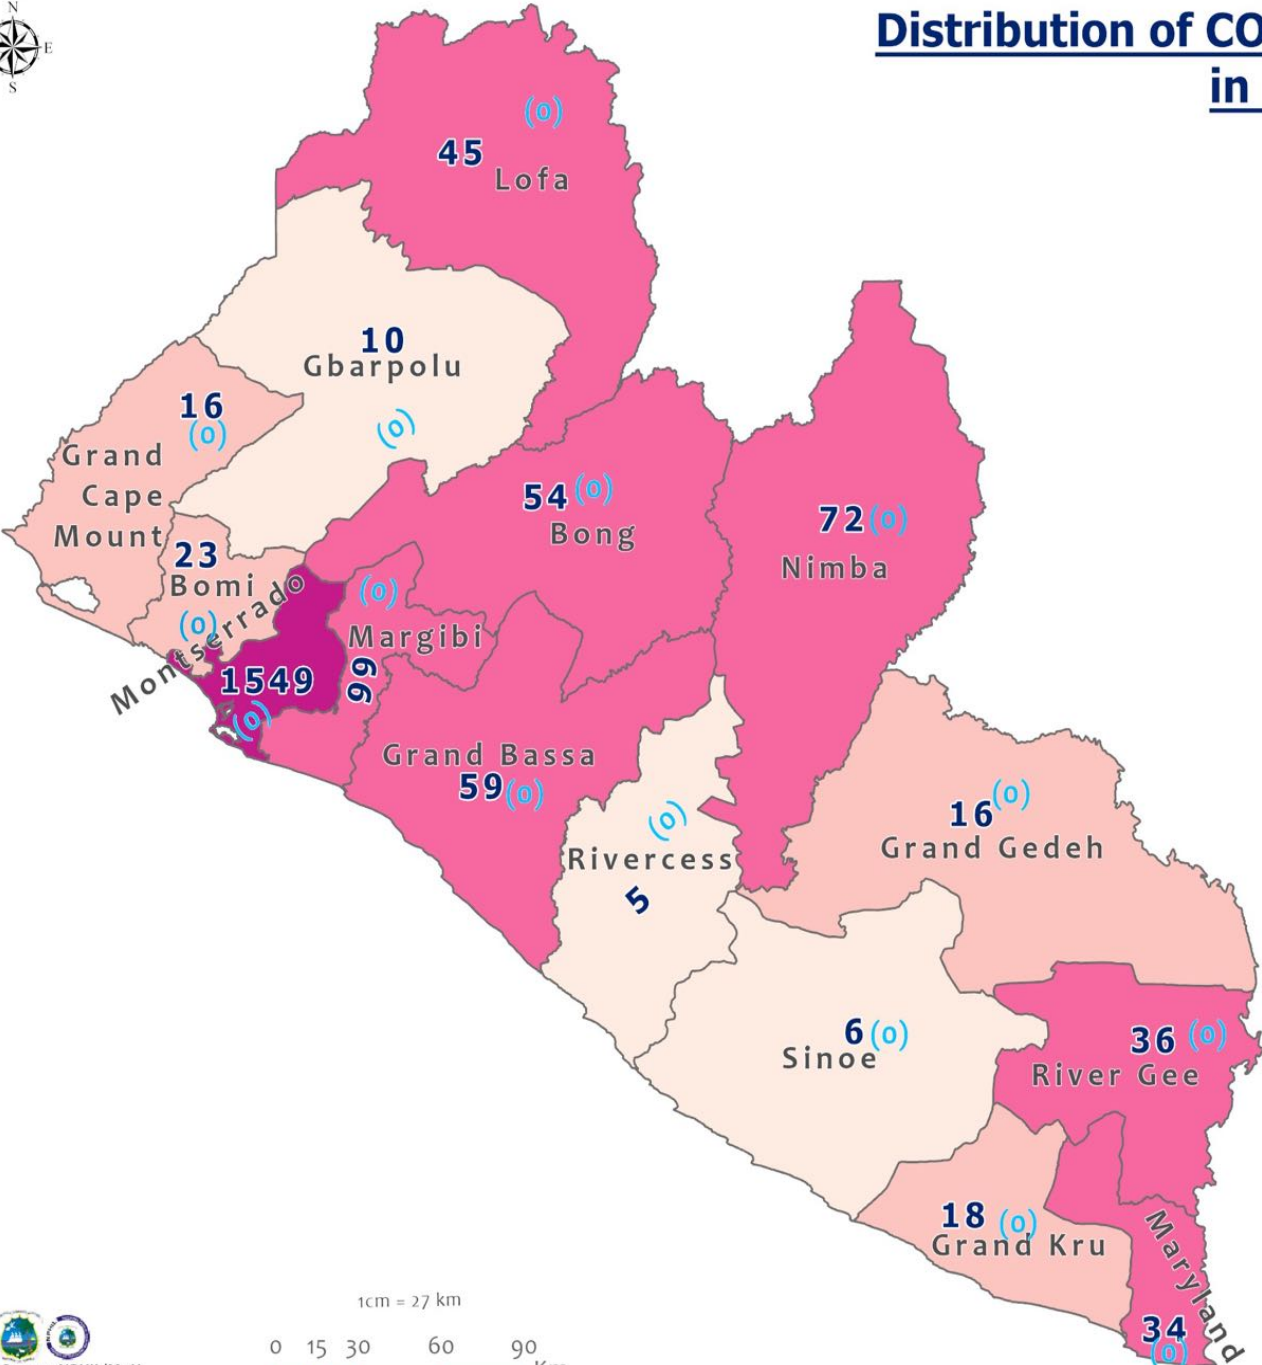 N
E
S
Distribution of CO
in
(0)
45
Lofa
10
Gbarpolu
(0)
16
(0)
Grand
Cape
Mount
54 (0)
Bong
72 (0)
Nimba
23
Bomi
(0)
Montserrado
1549
(0)
(0)
Margibi
99
Grand Bassa
59 (0)
(0)
Rivercess
5
16 (0)
Grand Gedeh
6 (0)
Sinoe
36 (0)
River Gee
18 (0)
Grand Kru
Maryland
34
(0)
1cm = 27 km
0 15 30 60 90
Km